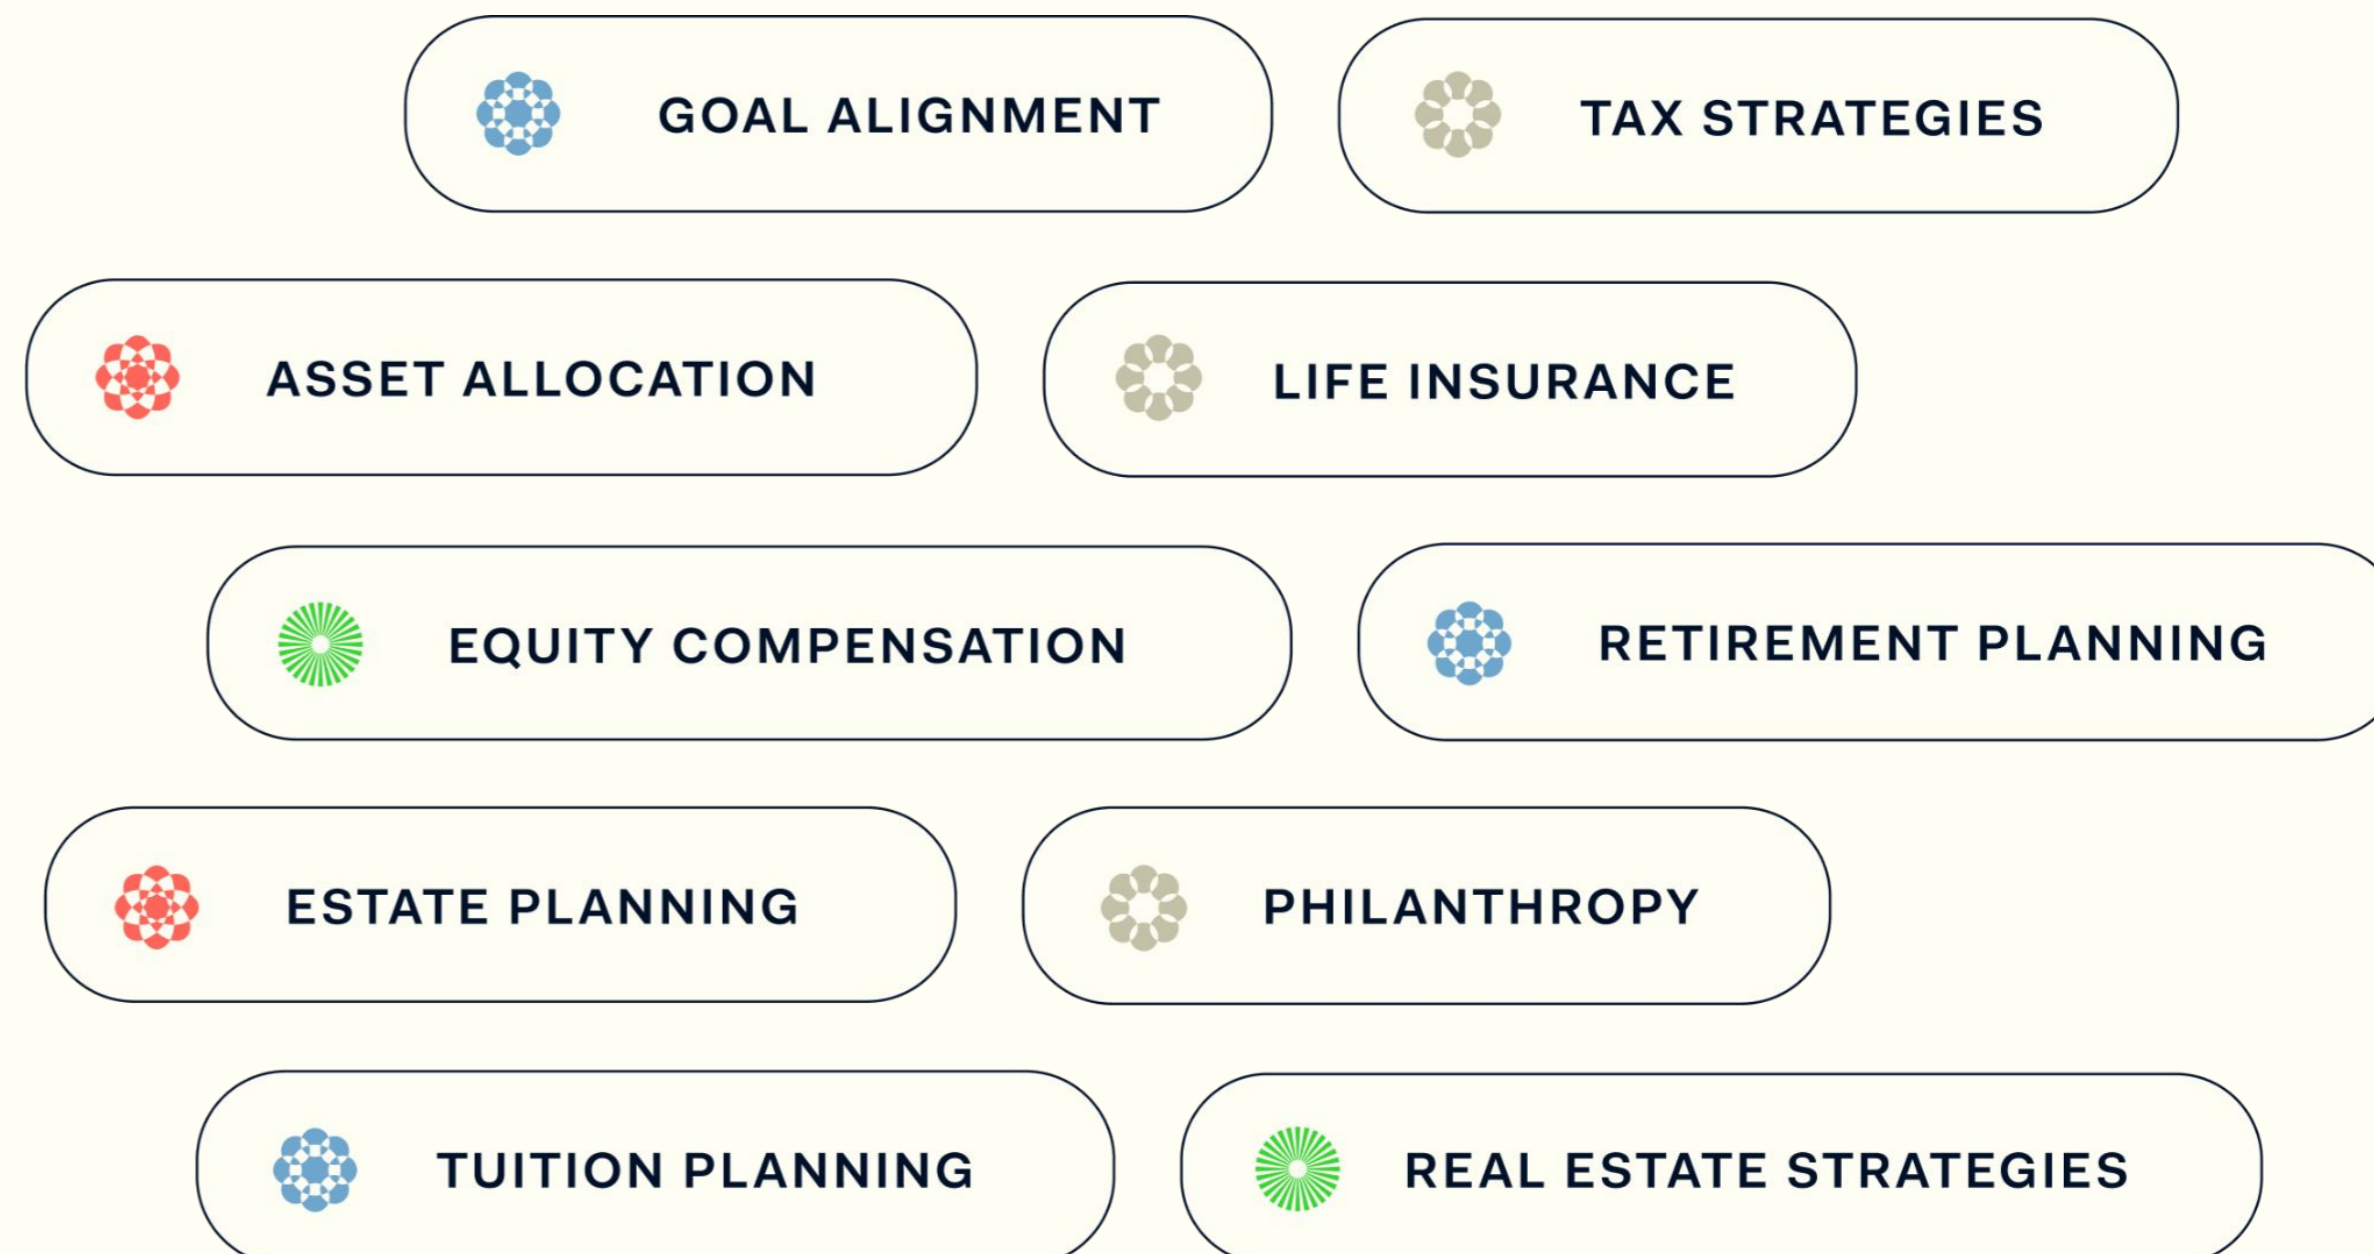 GOAL ALIGNMENT
TAX STRATEGIES
ASSET ALLOCATION
LIFE INSURANCE
EQUITY COMPENSATION
RETIREMENT PLANNING
ESTATE PLANNING
PHILANTHROPY
TUITION PLANNING
REAL ESTATE STRATEGIES